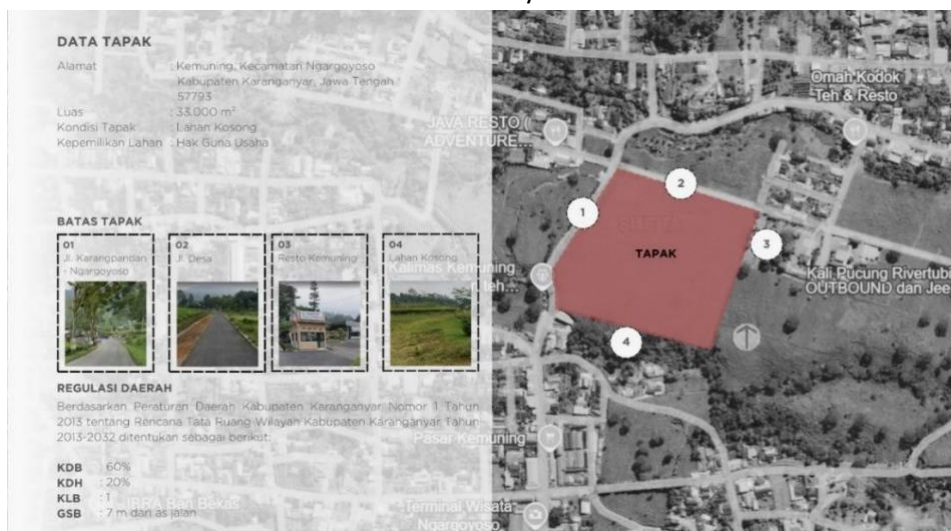 DATA TAPAK
Alamat : Kemuning, Kecamatan Ngargoyoso
Kabupaten Karanganyar, Jawa Tengah
57793
Luas : 33.000 m²
Kondisi Tapak : Lahan Kosong
Kepemilikan Lahan : Hak Guna Usaha
BATAS TAPAK
01
Jl. Karangpandan
- Ngargoyoso
02
Jl. Desa
03
Resto Kemuning
04
Lahan Kosong
REGULASI DAERAH
Berdasarkan Peraturan Daerah Kabupaten Karanganyar Nomor 1 Tahun
2013 tentang Rencana Tata Ruang Wilayah Kabupaten Karanganyar Tahun
2013-2032 ditentukan sebagai berikut:
KDB : 60%
KDH : 20%
KLB : 1
GSB : 7 m dari as jalan
Omah Kodok
Teh & Resto
JAVA RESTO (
ADVENTURE...
1
2
3
4
TAPAK
Kalimas Kemuning
teh...
Kali Pucung Rivertubi
OUTBOUND dan Jee
Pasar Kemuning
Terminal Wisata
Ngargoyoso